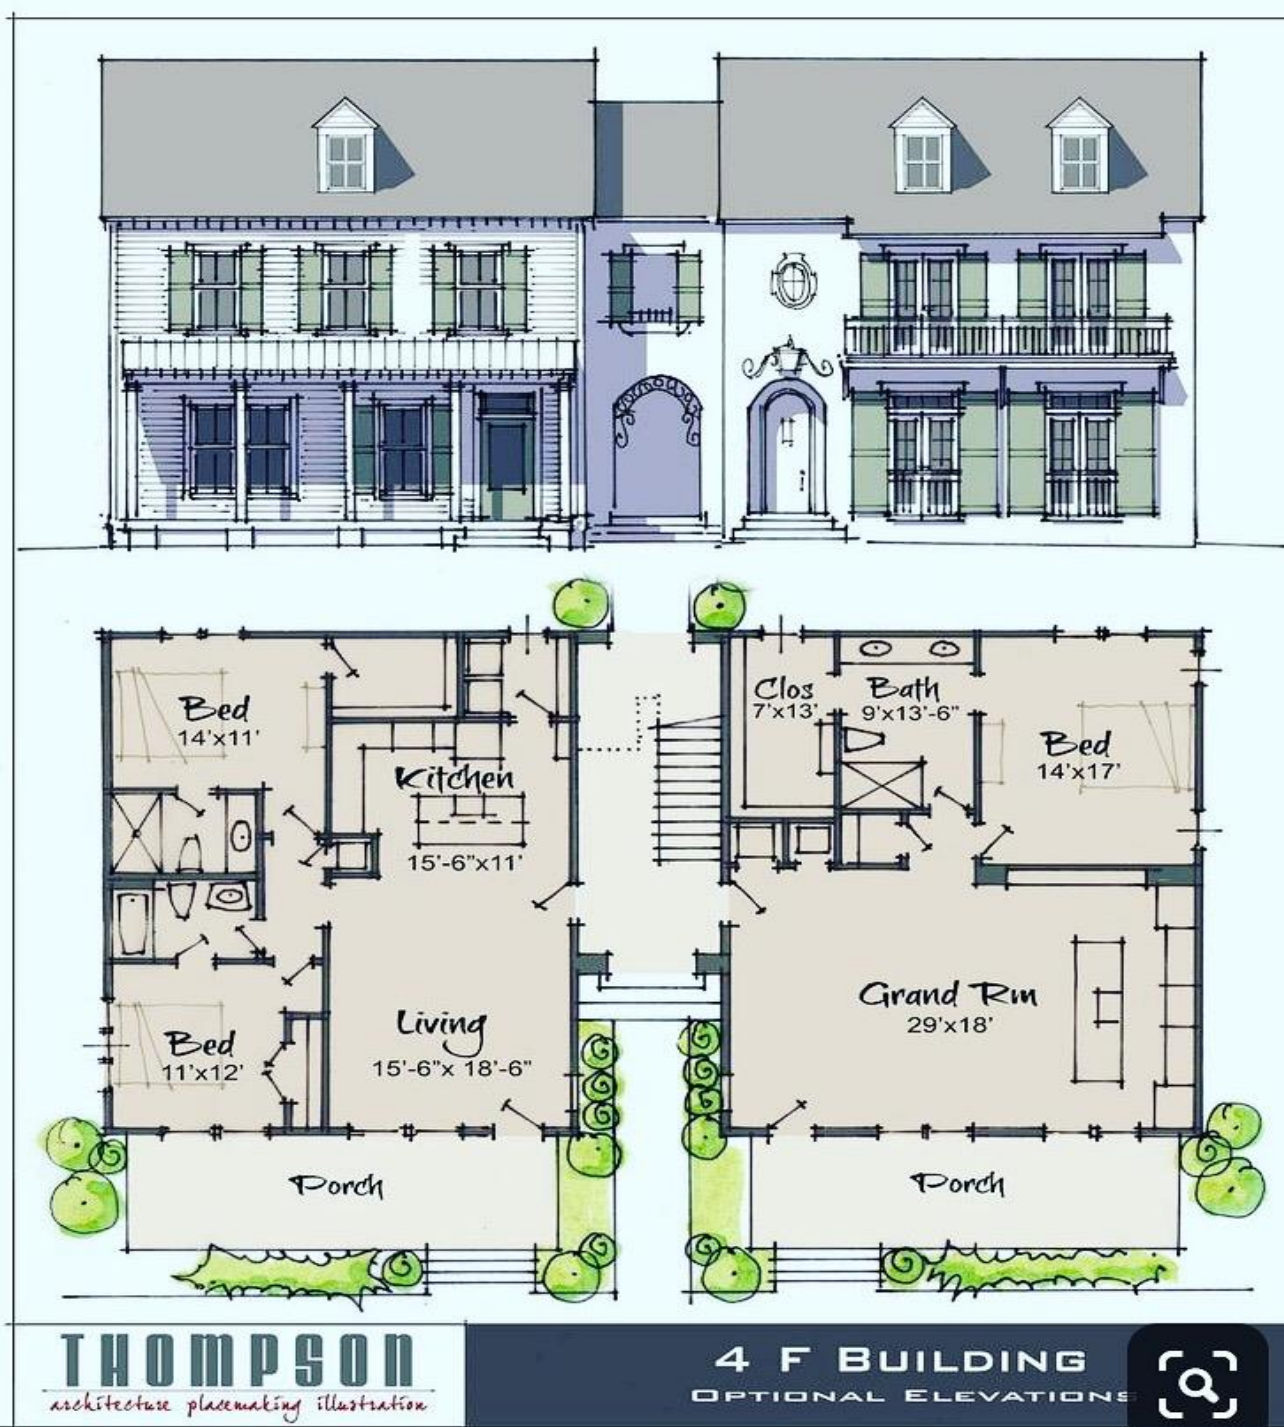 Bed
14'x11'
Kitchen
15'-6"x11'
Clos
7'x13'
Bath
9'x13'-6"
Bed
14'x17'
Bed
11'x12'
Living
15'-6"x 18'-6"
Grand Rm
29'x18'
Porch
Porch
THOMPSON
architecture placemaking illustration
4 F BUILDING
OPTIONAL ELEVATIONS